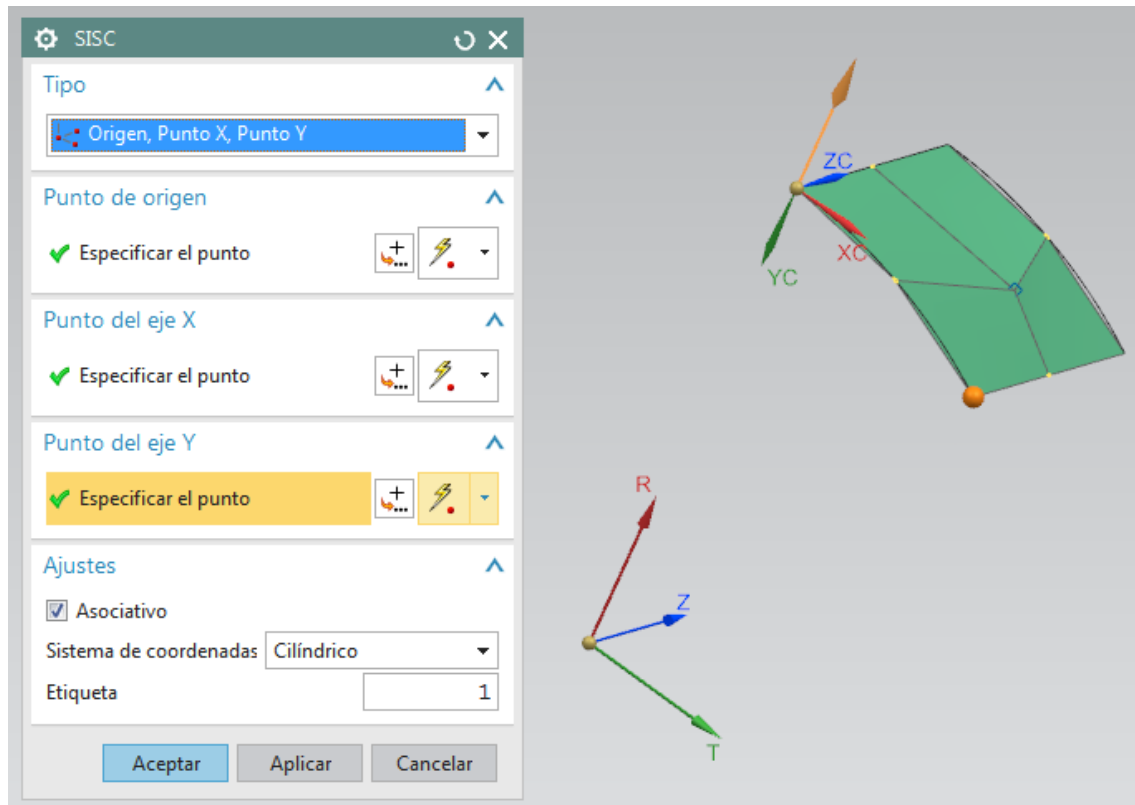 SISC
Tipo
Origen, Punto X, Punto Y
Punto de origen
Especificar el punto
Punto del eje X
Especificar el punto
Punto del eje Y
Especificar el punto
Ajustes
Asociativo
Sistema de coordenadas Cilíndrico
Etiqueta 1
Aceptar Aplicar Cancelar
ZC
XC
YC
R
Z
T